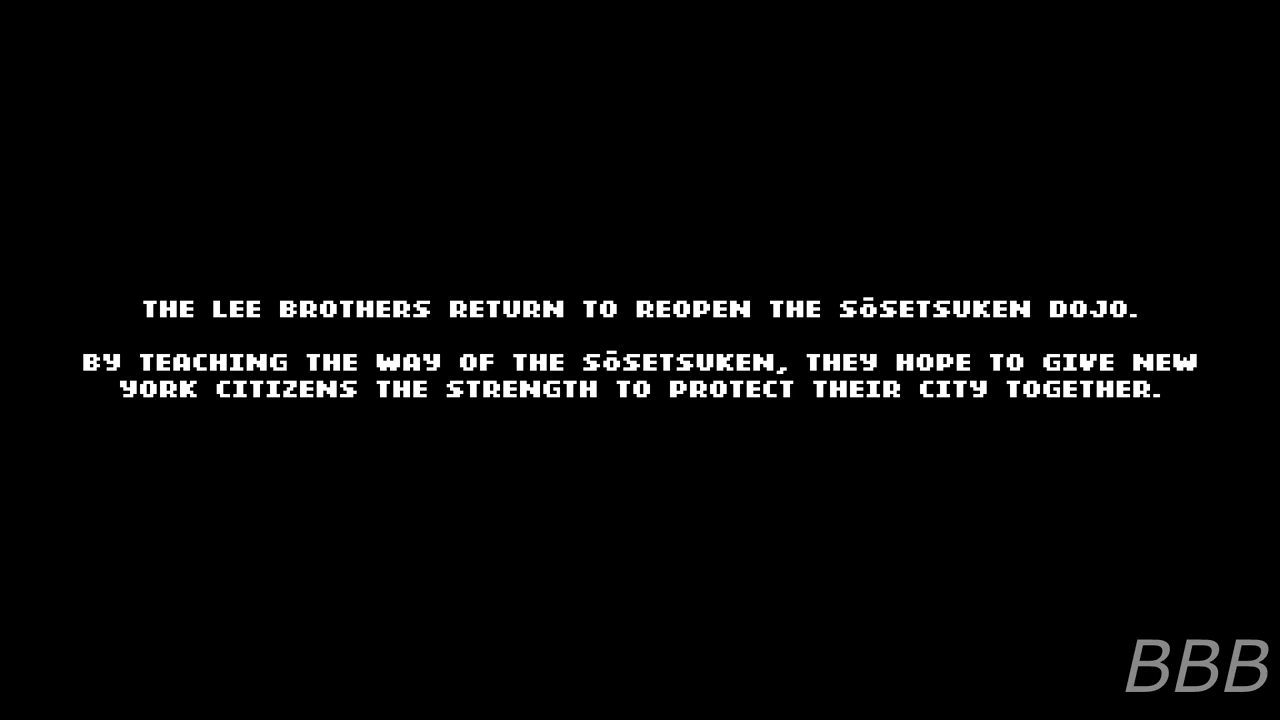 THE LEE BROTHERS RETURN TO REOPEN THE SōSETSUKEN DOJO.
BY TEACHING THE WAY OF THE SōSETSUKEN, THEY HOPE TO GIVE NEW
YORK CITIZENS THE STRENGTH TO PROTECT THEIR CITY TOGETHER.
BBB